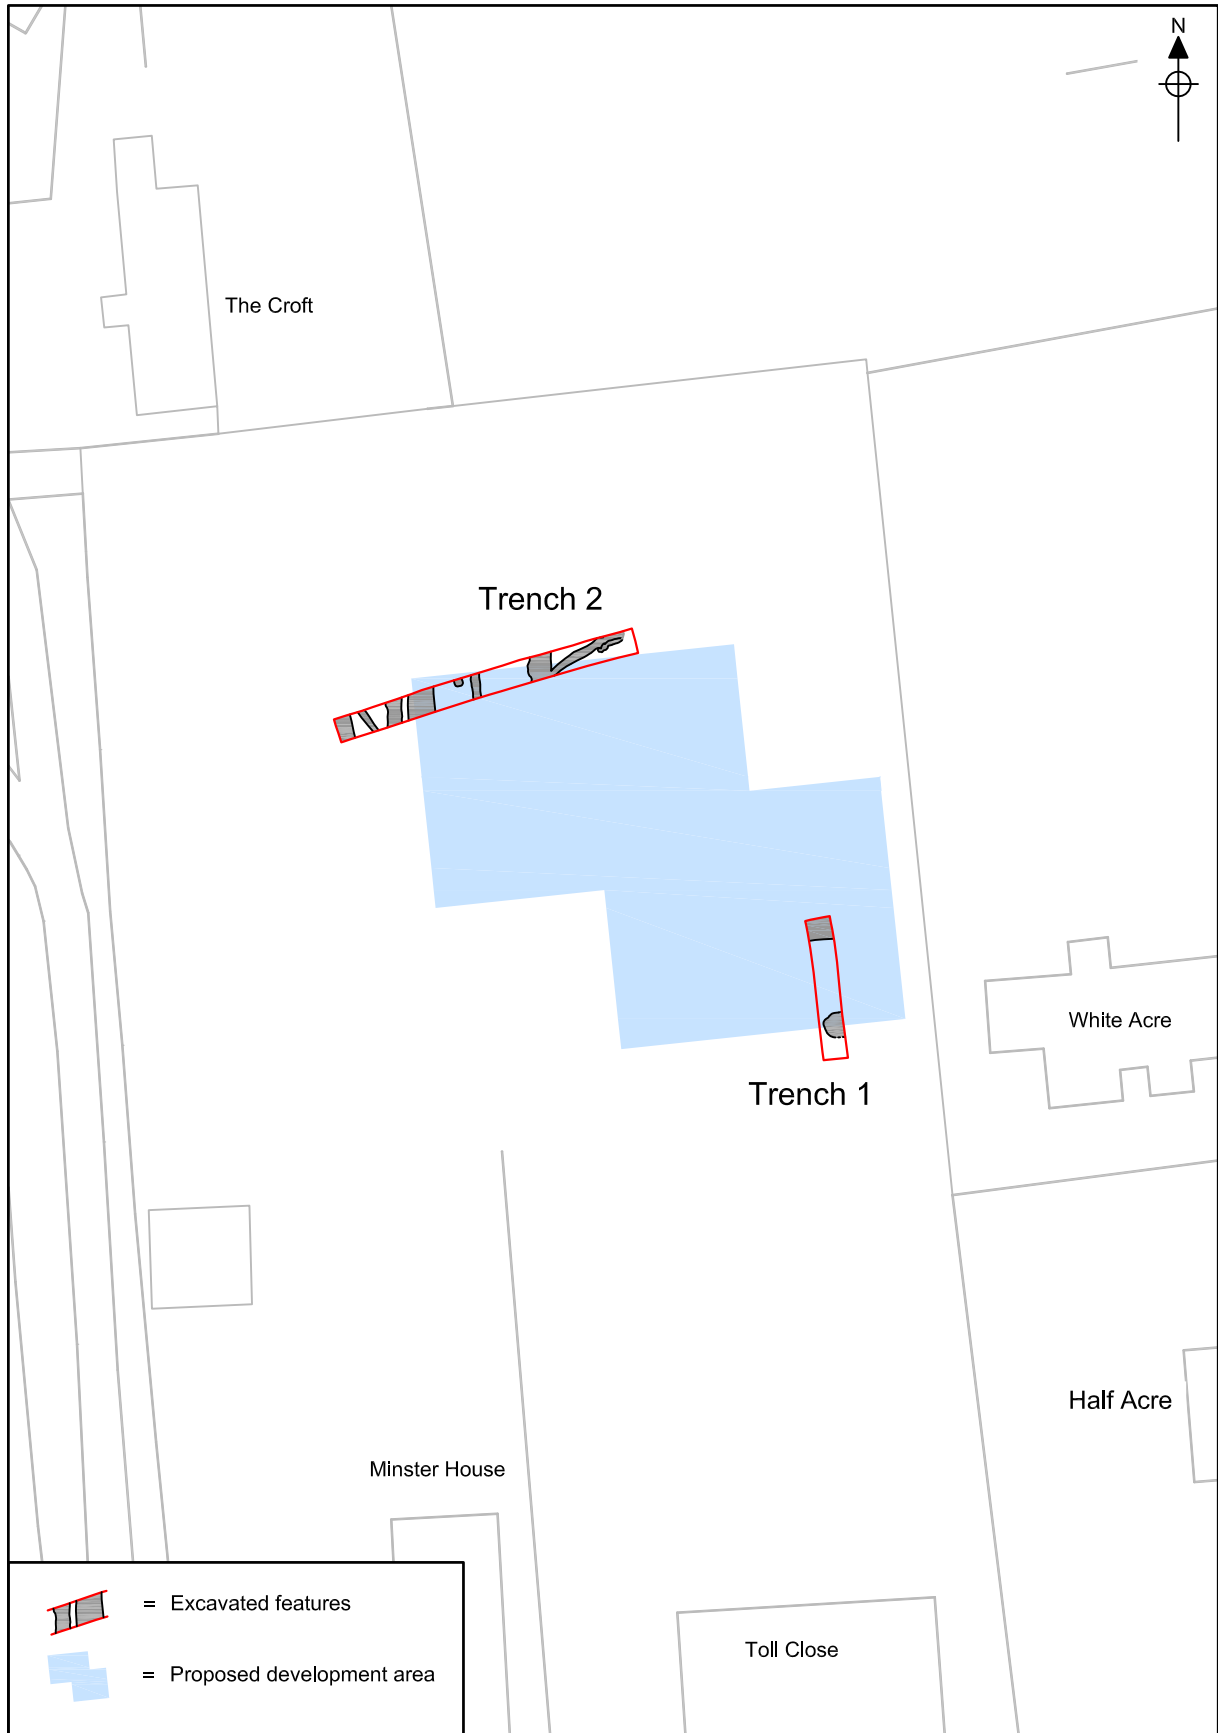 N
The Croft
Trench 2
White Acre
Trench 1
Half Acre
Minster House
= Excavated features
Toll Close
= Proposed development area